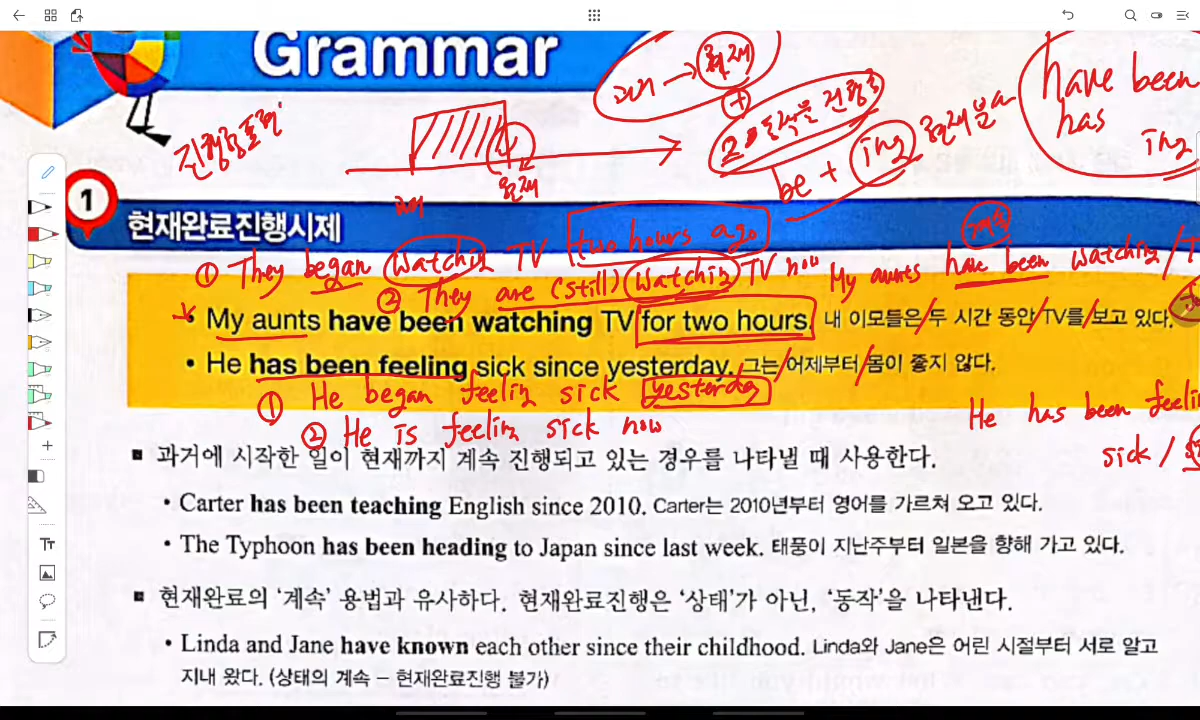 Grammar
과거 → 현재
+
have been
has
ing
진행중표현
be + ing 현재분사
과거
현재
1
현재완료진행시제
계속
① They began watching TV two hours ago
② They are (still) watching TV now
My aunts have been watching /
• My aunts have been watching TV for two hours. 내 이모들은/두 시간 동안/TV를/보고 있다.
• He has been feeling sick since yesterday. 그는/어제부터/몸이 좋지 않다.
① He began feeling sick yesterday
② He is feeling sick now
He has been feeling
sick /
■ 과거에 시작한 일이 현재까지 계속 진행되고 있는 경우를 나타낼 때 사용한다.
• Carter has been teaching English since 2010. Carter는 2010년부터 영어를 가르쳐 오고 있다.
• The Typhoon has been heading to Japan since last week. 태풍이 지난주부터 일본을 향해 가고 있다.
■ 현재완료의 ‘계속’ 용법과 유사하다. 현재완료진행은 ‘상태’가 아닌, ‘동작’을 나타낸다.
• Linda and Jane have known each other since their childhood. Linda와 Jane은 어린 시절부터 서로 알고
지내 왔다. (상태의 계속 – 현재완료진행 불가)